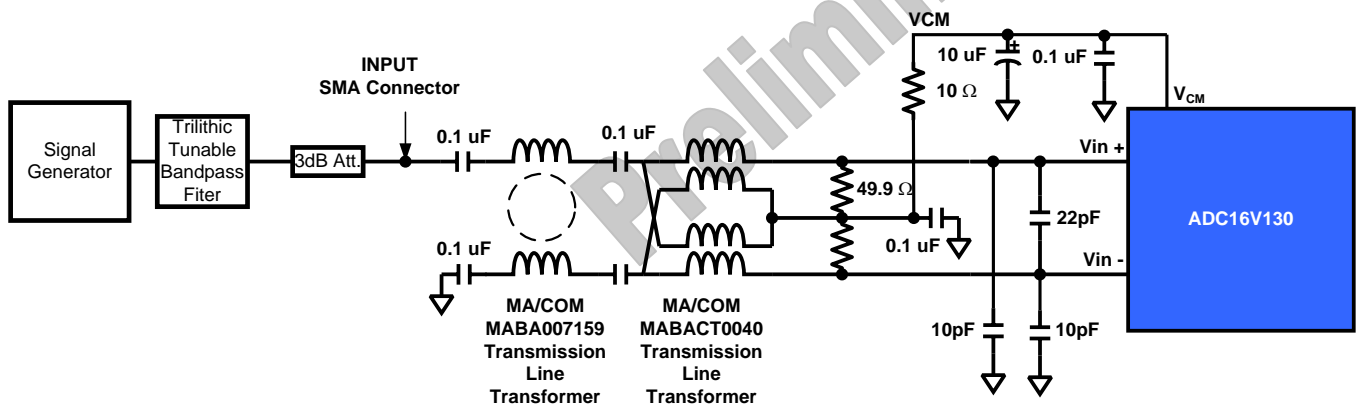 Prelimin
VCM
10 uF
+
0.1 uF
10 Ω
V_CM
INPUT
SMA Connector
Signal
Generator
Trilithic
Tunable
Bandpass
Fiter
3dB Att.
0.1 uF
0.1 uF
Vin +
49.9 Ω
22pF
ADC16V130
0.1 uF
0.1 uF
Vin -
MA/COM
MABA007159
Transmission
Line
Transformer
MA/COM
MABACT0040
Transmission
Line
Transformer
10pF
10pF